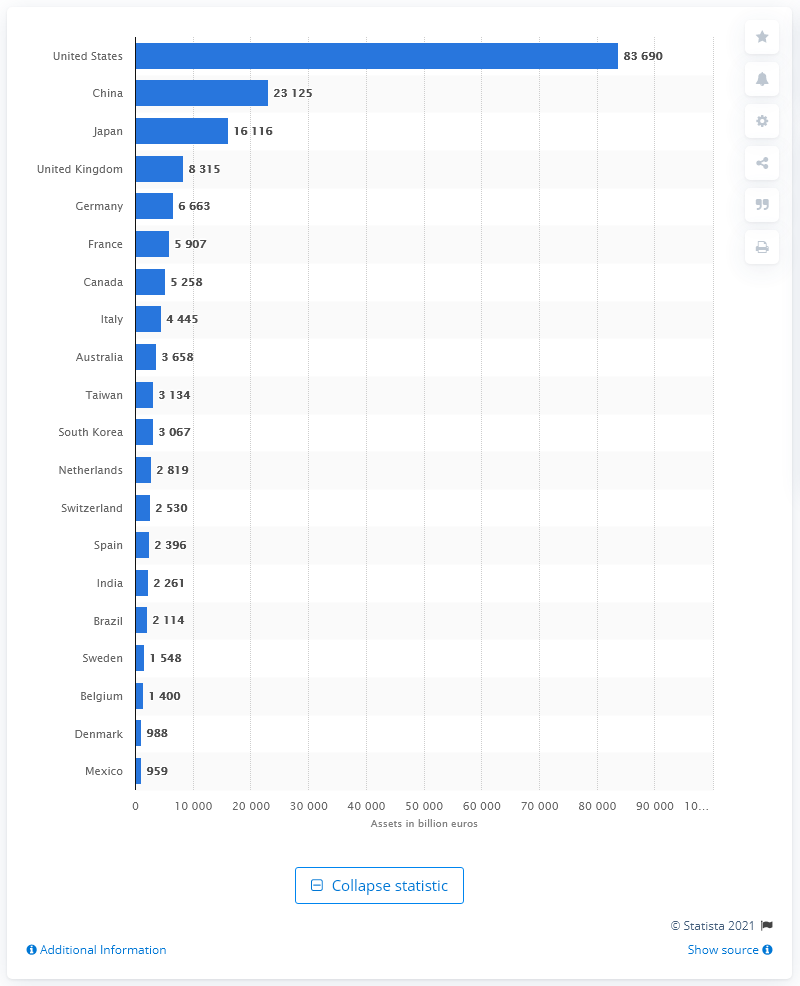 United States 83 690
China 23 125
Japan 16 116
United Kingdom 8 315
Germany 6 663
France 5 907
Canada 5 258
Italy 4 445
Australia 3 658
Taiwan 3 134
South Korea 3 067
Netherlands 2 819
Switzerland 2 530
Spain 2 396
India 2 261
Brazil 2 114
Sweden 1 548
Belgium 1 400
Denmark 988
Mexico 959
0 10 000 20 000 30 000 40 000 50 000 60 000 70 000 80 000 90 000 10...
Assets in billion euros
Collapse statistic
© Statista 2021
Additional Information Show source